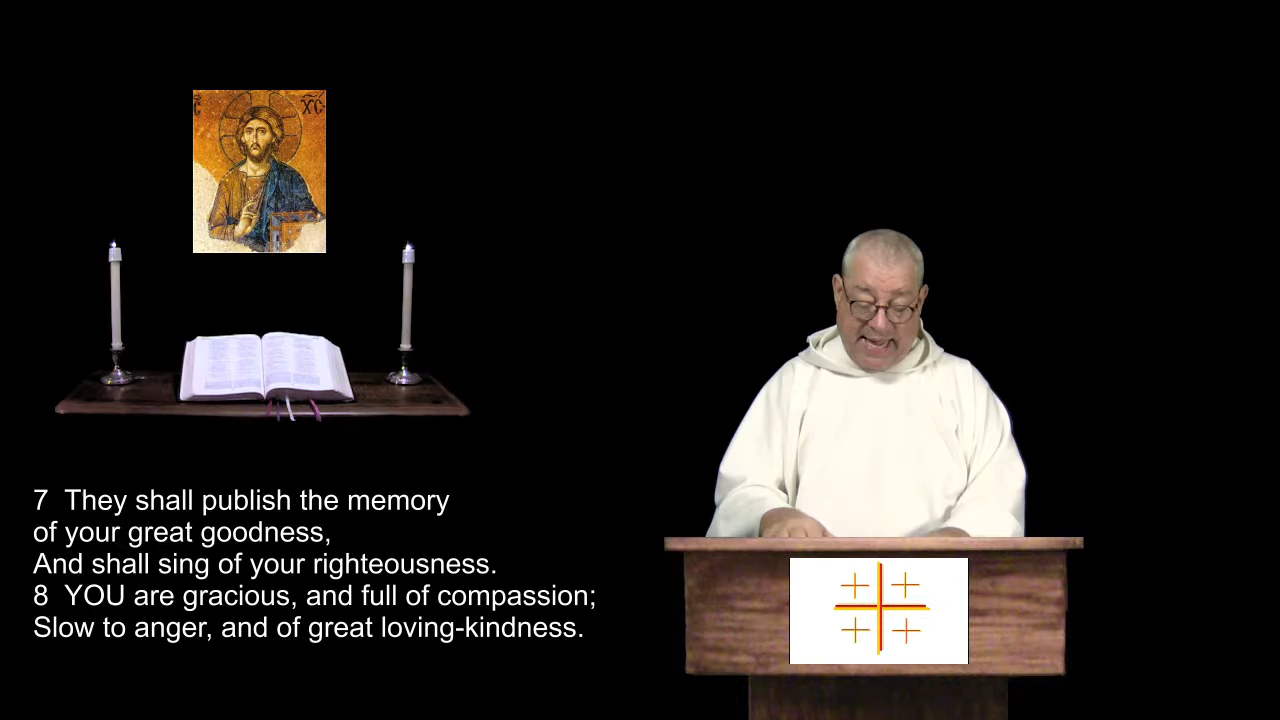 XC
7 They shall publish the memory
of your great goodness,
And shall sing of your righteousness.
8 YOU are gracious, and full of compassion;
Slow to anger, and of great loving-kindness.